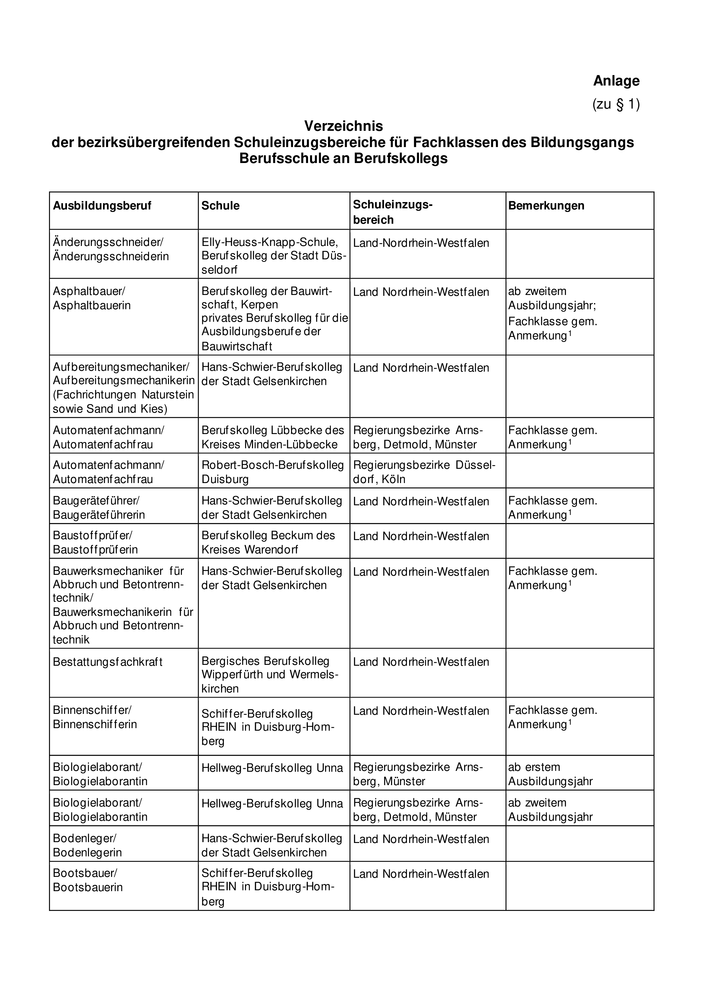 Anlage
(zu § 1)
Verzeichnis
der bezirksübergreifenden Schuleinzugsbereiche für Fachklassen des Bildungsgangs
Berufsschule an Berufskollegs
Ausbildungsberuf
Schule
Schuleinzugs-
bereich
Bemerkungen
Änderungsschneider/
Änderungsschneiderin
Elly-Heuss-Knapp-Schule,
Berufskolleg der Stadt Düs-
seldorf
Land-Nordrhein-Westfalen
Asphaltbauer/
Asphaltbauerin
Berufskolleg der Bauwirt-
schaft, Kerpen
privates Berufskolleg für die
Ausbildungsberufe der
Bauwirtschaft
Land Nordrhein-Westfalen
ab zweitem
Ausbildungsjahr;
Fachklasse gem.
Anmerkung¹
Aufbereitungsmechaniker/
Aufbereitungsmechanikerin
(Fachrichtungen Naturstein
sowie Sand und Kies)
Hans-Schwier-Berufskolleg
der Stadt Gelsenkirchen
Land Nordrhein-Westfalen
Automatenfachmann/
Automatenfachfrau
Berufskolleg Lübbecke des
Kreises Minden-Lübbecke
Regierungsbezirke Arns-
berg, Detmold, Münster
Fachklasse gem.
Anmerkung¹
Automatenfachmann/
Automatenfachfrau
Robert-Bosch-Berufskolleg
Duisburg
Regierungsbezirke Düssel-
dorf, Köln
Baugeräteführer/
Baugeräteführerin
Hans-Schwier-Berufskolleg
der Stadt Gelsenkirchen
Land Nordrhein-Westfalen
Fachklasse gem.
Anmerkung¹
Baustoffprüfer/
Baustoffprüferin
Berufskolleg Beckum des
Kreises Warendorf
Land Nordrhein-Westfalen
Bauwerksmechaniker für
Abbruch und Betontrenn-
technik/
Bauwerksmechanikerin für
Abbruch und Betontrenn-
technik
Hans-Schwier-Berufskolleg
der Stadt Gelsenkirchen
Land Nordrhein-Westfalen
Fachklasse gem.
Anmerkung¹
Bestattungsfachkraft
Bergisches Berufskolleg
Wipperfürth und Wermels-
kirchen
Land Nordrhein-Westfalen
Binnenschiffer/
Binnenschifferin
Schiffer-Berufskolleg
RHEIN in Duisburg-Hom-
berg
Land Nordrhein-Westfalen
Fachklasse gem.
Anmerkung¹
Biologielaborant/
Biologielaborantin
Hellweg-Berufskolleg Unna
Regierungsbezirke Arns-
berg, Münster
ab erstem
Ausbildungsjahr
Biologielaborant/
Biologielaborantin
Hellweg-Berufskolleg Unna
Regierungsbezirke Arns-
berg, Detmold, Münster
ab zweitem
Ausbildungsjahr
Bodenleger/
Bodenlegerin
Hans-Schwier-Berufskolleg
der Stadt Gelsenkirchen
Land Nordrhein-Westfalen
Bootsbauer/
Bootsbauerin
Schiffer-Berufskolleg
RHEIN in Duisburg-Hom-
berg
Land Nordrhein-Westfalen